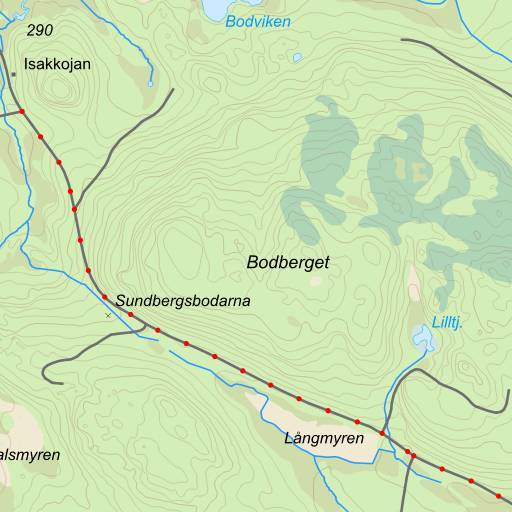 Bodviken
290
Isakkojan
Bodberget
Sundbergsbodarna
Lilltj.
Långmyren
alsmyren